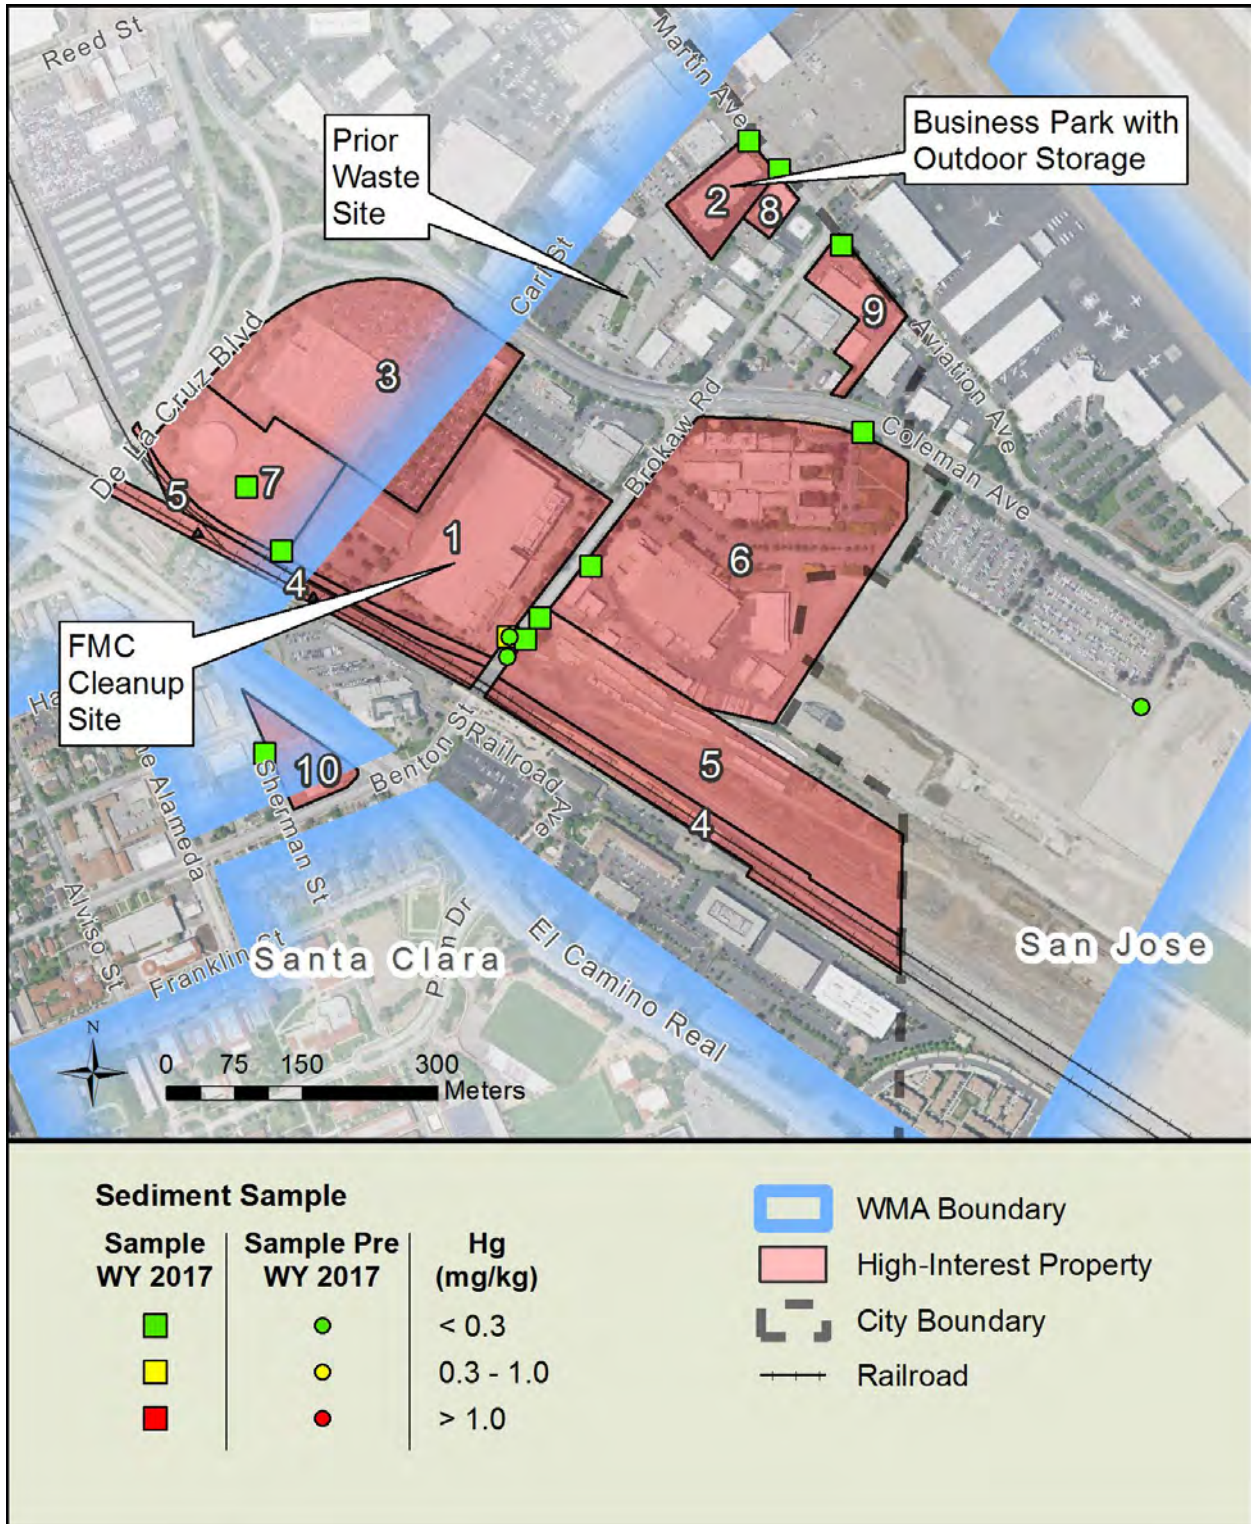 Reed St
Martin Ave
Prior
Waste
Site
Business Park with
Outdoor Storage
2
8
Carl St
De La Cruz Blvd
3
9
Aviation Ave
Brokaw Rd
Coleman Ave
5
7
1
6
4
FMC
Cleanup
Site
10
Benton St
Railroad Ave
5
4
Sherman St
Alviso St
Franklin St
Santa Clara
El Camino Real
San Jose
N
0 75 150 300
Meters
Sediment Sample
Sample
WY 2017
Sample Pre
WY 2017
Hg
(mg/kg)
< 0.3
0.3 - 1.0
> 1.0
WMA Boundary
High-Interest Property
City Boundary
Railroad